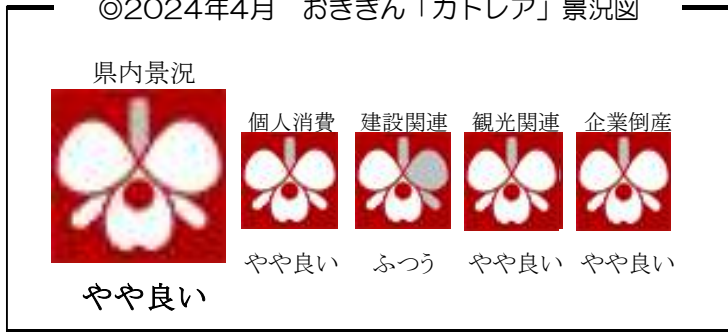 ◎2024年4月　おきぎん「カトレア」景況図
県内景況
個人消費　建設関連　観光関連　企業倒産
やや良い　ふつう　やや良い　やや良い
やや良い